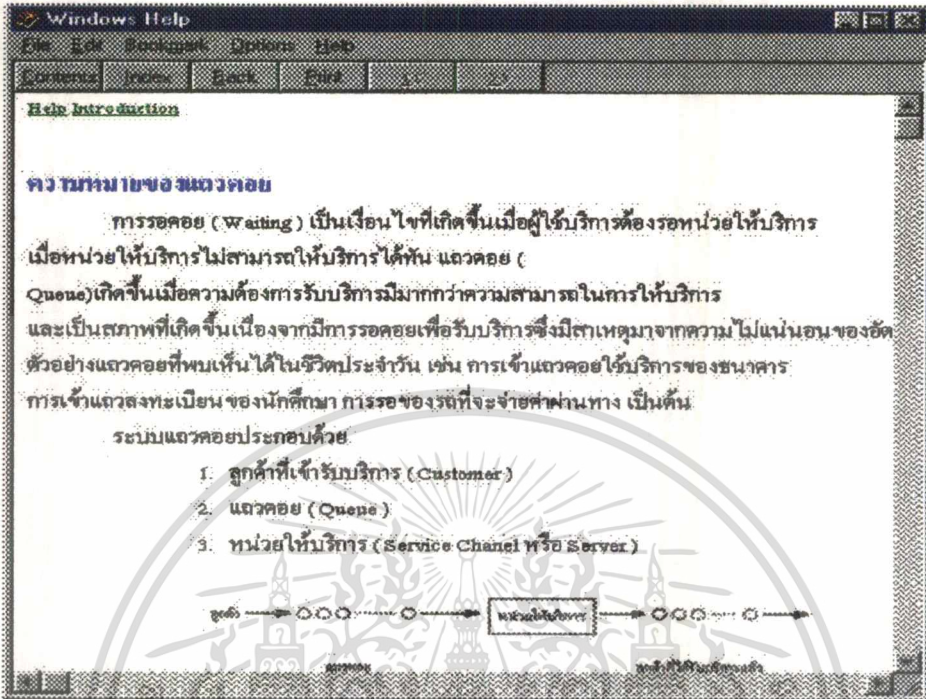 Windows Help
File Edit Bookmark Options Help
Contents Index Back Print << >>
Help Introduction
ความหมายของแถวคอย
การรอคอย ( Waiting ) เป็นเงื่อนไขที่เกิดขึ้นเมื่อผู้ใช้บริการต้องรอหน่วยให้บริการ
เมื่อหน่วยให้บริการไม่สามารถให้บริการได้ทัน แถวคอย (
Queue)เกิดขึ้นเมื่อความต้องการรับบริการมีมากกว่าความสามารถในการให้บริการ
และเป็นสภาพที่เกิดขึ้นเนื่องจากมีการรอคอยเพื่อรับบริการซึ่งมีสาเหตุมาจากความไม่แน่นอนของอัต
ตัวอย่างแถวคอยที่พบเห็นได้ในชีวิตประจำวัน เช่น การเข้าแถวคอยใช้บริการของธนาคาร
การเข้าแถวลงทะเบียนของนักศึกษา การรอของรถที่จะจ่ายค่าผ่านทาง เป็นต้น
ระบบแถวคอยประกอบด้วย
1. ลูกค้าที่เข้ารับบริการ ( Customer )
2. แถวคอย ( Queue )
3. หน่วยให้บริการ ( Service Chanel หรือ Server )
ลูกค้า หน่วยให้บริการ
แถวคอย